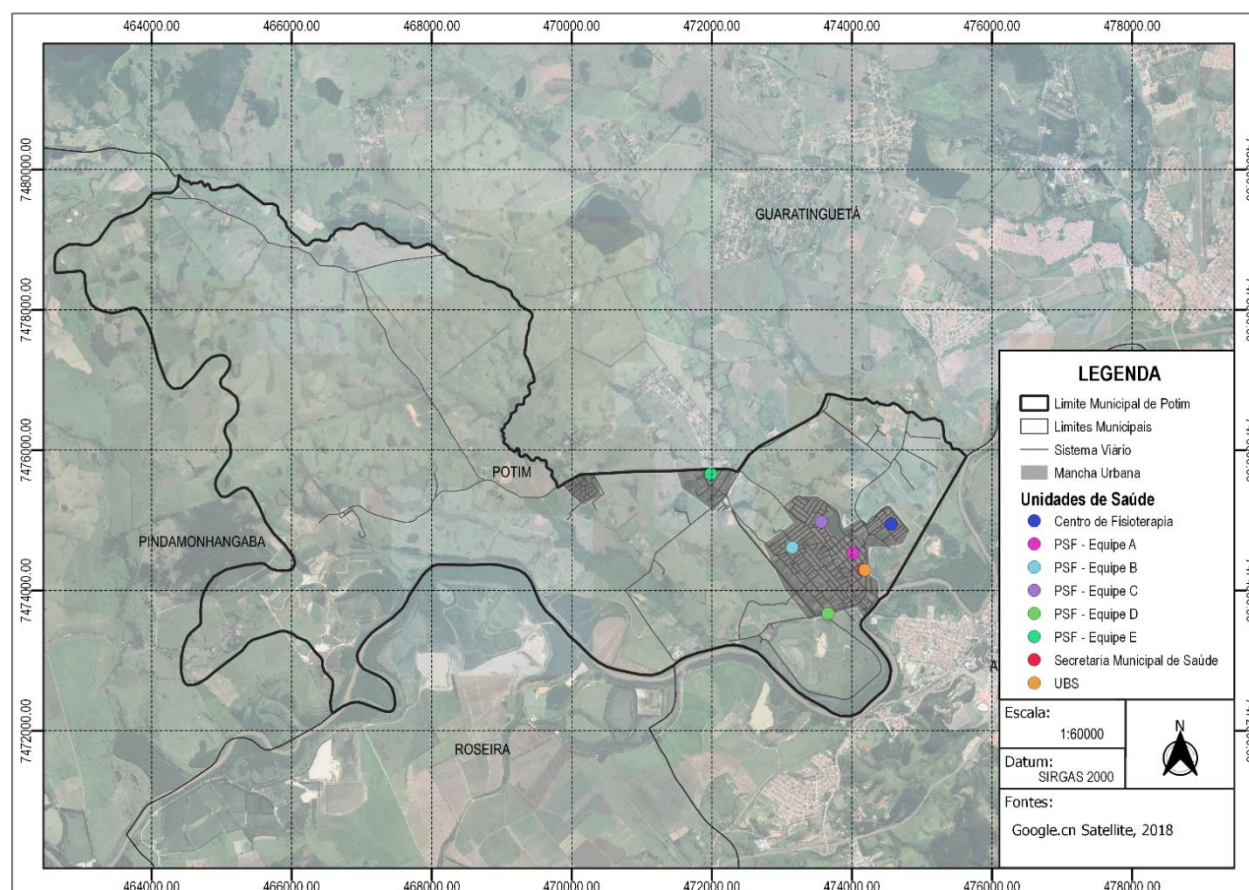 464000.00 466000.00 468000.00 470000.00 472000.00 474000.00 476000.00 478000.00
7480000.00
7478000.00
7476000.00
7474000.00
7472000.00
GUARATINGUETÁ
POTIM
PINDAMONHANGABA
ROSEIRA
A
LEGENDA
Limite Municipal de Potim
Limites Municipais
Sistema Viário
Mancha Urbana
Unidades de Saúde
Centro de Fisioterapia
PSF - Equipe A
PSF - Equipe B
PSF - Equipe C
PSF - Equipe D
PSF - Equipe E
Secretaria Municipal de Saúde
UBS
Escala:
1:60000
Datum:
SIRGAS 2000
N
Fontes:
Google.cn Satellite, 2018
464000.00 466000.00 468000.00 470000.00 472000.00 474000.00 476000.00 478000.00